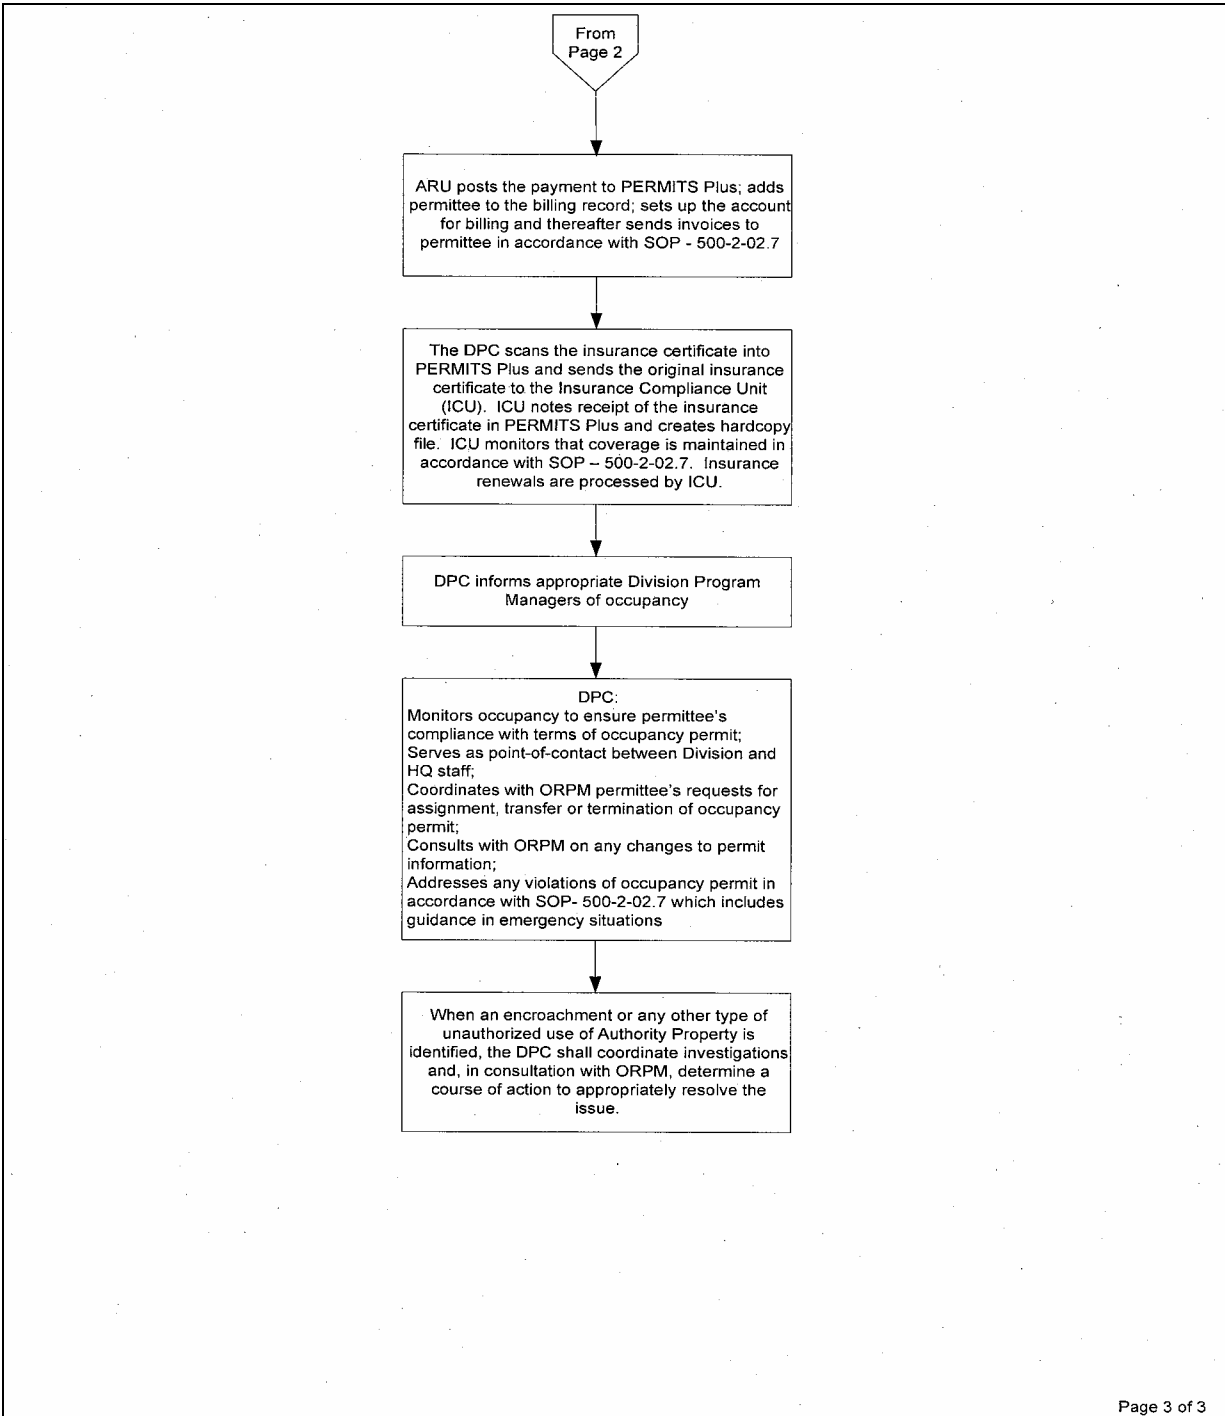 From
Page 2
ARU posts the payment to PERMITS Plus; adds
permittee to the billing record; sets up the account
for billing and thereafter sends invoices to
permittee in accordance with SOP - 500-2-02.7
The DPC scans the insurance certificate into
PERMITS Plus and sends the original insurance
certificate to the Insurance Compliance Unit
(ICU). ICU notes receipt of the insurance
certificate in PERMITS Plus and creates hardcopy
file. ICU monitors that coverage is maintained in
accordance with SOP – 500-2-02.7. Insurance
renewals are processed by ICU.
DPC informs appropriate Division Program
Managers of occupancy
DPC:
Monitors occupancy to ensure permittee's
compliance with terms of occupancy permit;
Serves as point-of-contact between Division and
HQ staff;
Coordinates with ORPM permittee's requests for
assignment, transfer or termination of occupancy
permit;
Consults with ORPM on any changes to permit
information;
Addresses any violations of occupancy permit in
accordance with SOP- 500-2-02.7 which includes
guidance in emergency situations
When an encroachment or any other type of
unauthorized use of Authority Property is
identified, the DPC shall coordinate investigations
and, in consultation with ORPM, determine a
course of action to appropriately resolve the
issue.
Page 3 of 3